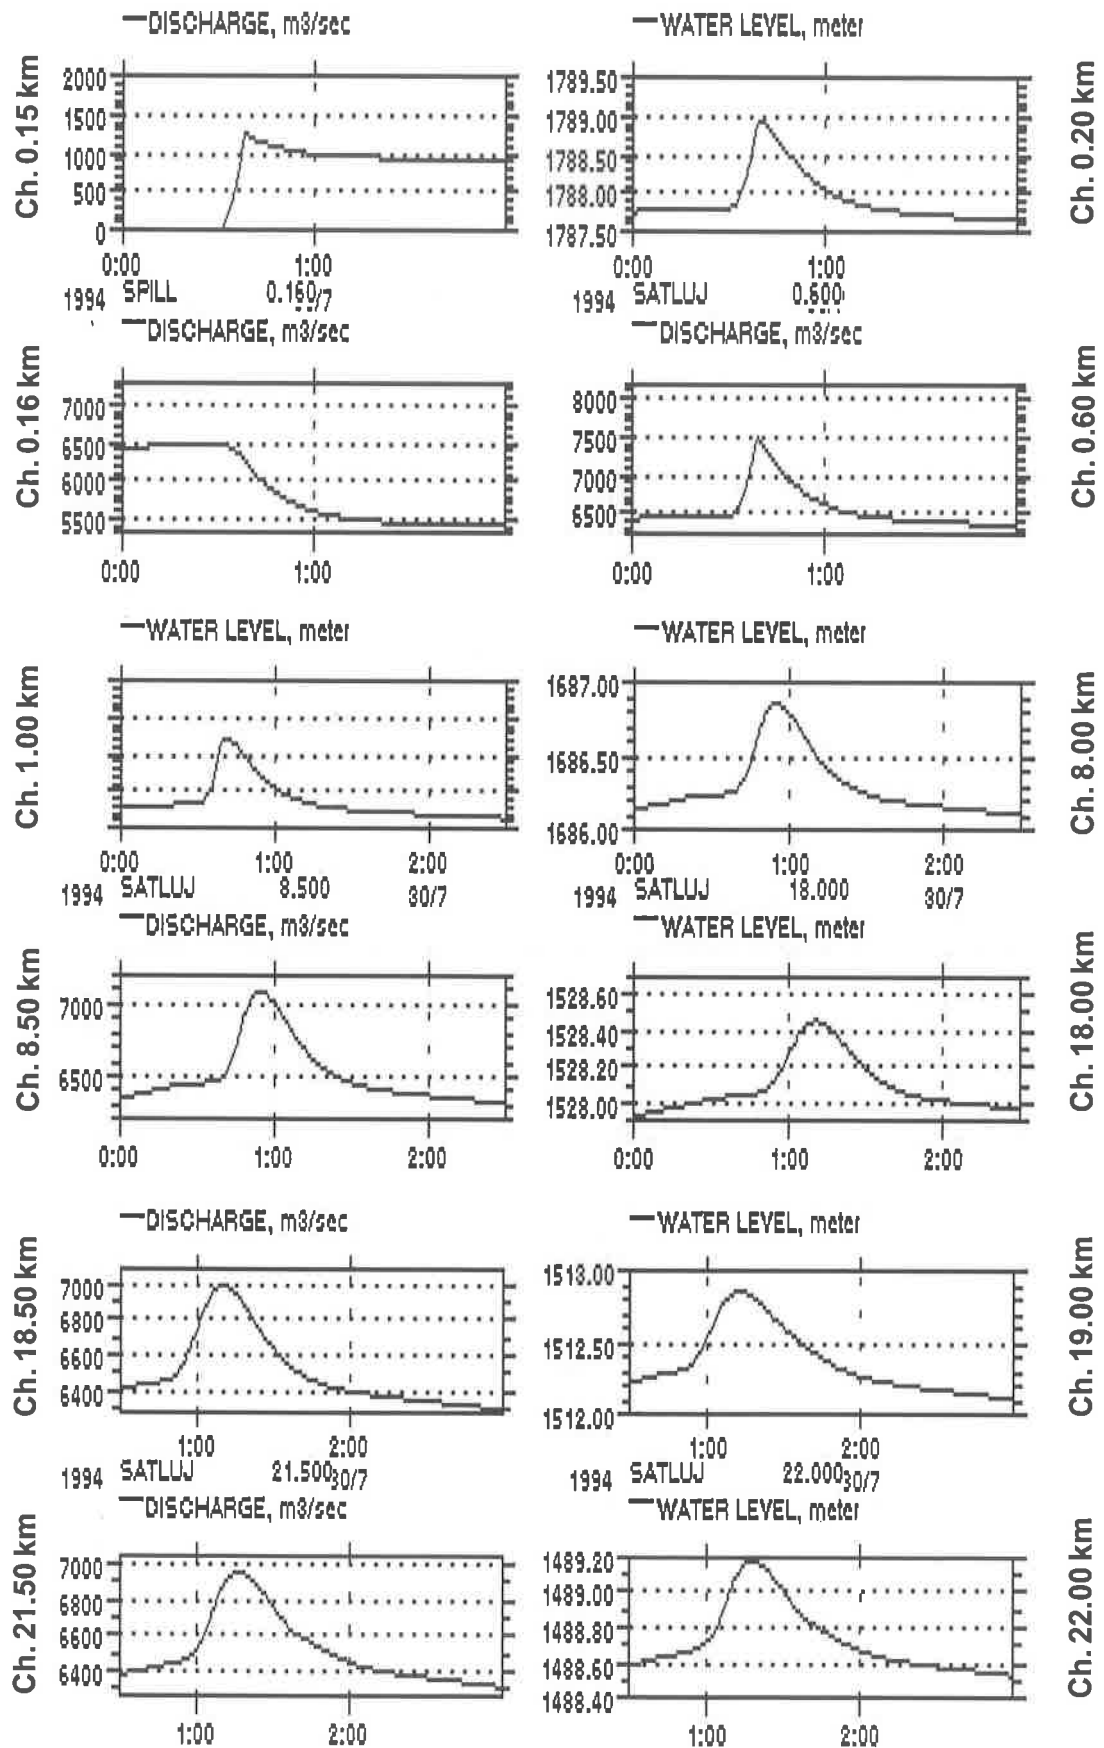 DISCHARGE, m3/sec
WATER LEVEL, meter
Ch. 0.15 km
2000
1500
1000
500
0
0:00 1:00
1789.50
1789.00
1788.50
1788.00
1787.50
0:00 1:00
Ch. 0.20 km
1994 SPILL 0.160
1994 SATLUJ
DISCHARGE, m3/sec
DISCHARGE, m3/sec
Ch. 0.16 km
7000
6500
6000
5500
0:00 1:00
8000
7500
7000
6500
0:00 1:00
Ch. 0.60 km
WATER LEVEL, meter
WATER LEVEL, meter
Ch. 1.00 km
0:00 1:00 2:00
1687.00
1686.50
1686.00
0:00 1:00 2:00
Ch. 8.00 km
1994 SATLUJ 8.500 30/7
1994 SATLUJ 18.000 30/7
DISCHARGE, m3/sec
WATER LEVEL, meter
Ch. 8.50 km
7000
6500
0:00 1:00 2:00
1528.60
1528.40
1528.20
1528.00
0:00 1:00 2:00
Ch. 18.00 km
DISCHARGE, m3/sec
WATER LEVEL, meter
Ch. 18.50 km
7000
6800
6600
6400
1:00 2:00
1513.00
1512.50
1512.00
1:00 2:00
Ch. 19.00 km
1994 SATLUJ 21.500 30/7
1994 SATLUJ 22.000 30/7
DISCHARGE, m3/sec
WATER LEVEL, meter
Ch. 21.50 km
7000
6800
6600
6400
1:00 2:00
1489.20
1489.00
1488.80
1488.60
1488.40
1:00 2:00
Ch. 22.00 km